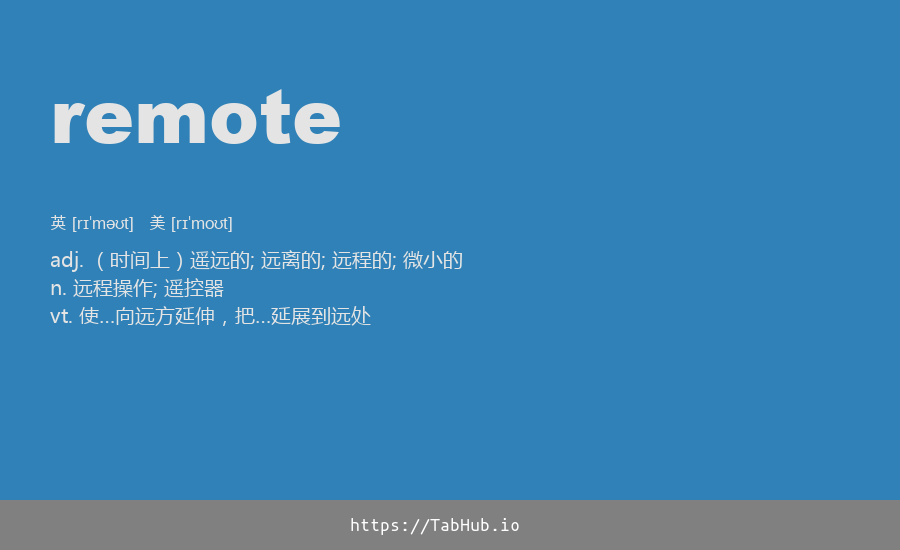 remote
英 [rɪˈməʊt] 美 [rɪˈmoʊt]
adj. （时间上）遥远的; 远离的; 远程的; 微小的
n. 远程操作; 遥控器
vt. 使…向远方延伸，把…延展到远处
https://TabHub.io